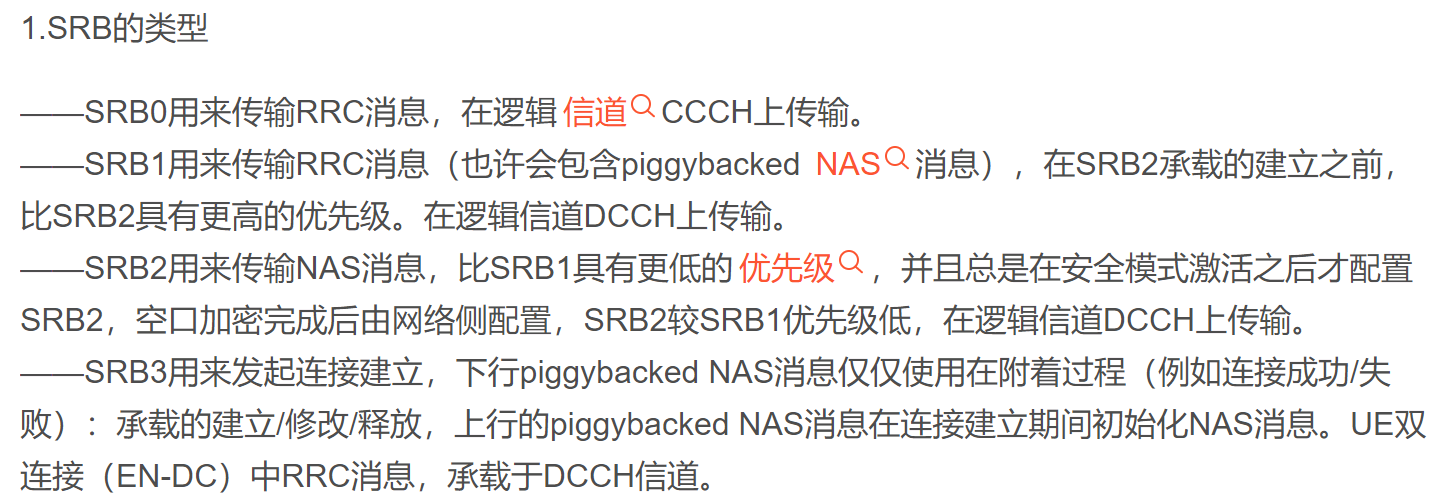 1.SRB的类型
——SRB0用来传输RRC消息，在逻辑信道CCCH上传输。
——SRB1用来传输RRC消息（也许会包含piggybacked NAS消息），在SRB2承载的建立之前，
比SRB2具有更高的优先级。在逻辑信道DCCH上传输。
——SRB2用来传输NAS消息，比SRB1具有更低的优先级，并且总是在安全模式激活之后才配置
SRB2，空口加密完成后由网络侧配置，SRB2较SRB1优先级低，在逻辑信道DCCH上传输。
——SRB3用来发起连接建立，下行piggybacked NAS消息仅仅使用在附着过程（例如连接成功/失
败）：承载的建立/修改/释放，上行的piggybacked NAS消息在连接建立期间初始化NAS消息。UE双
连接（EN-DC）中RRC消息，承载于DCCH信道。